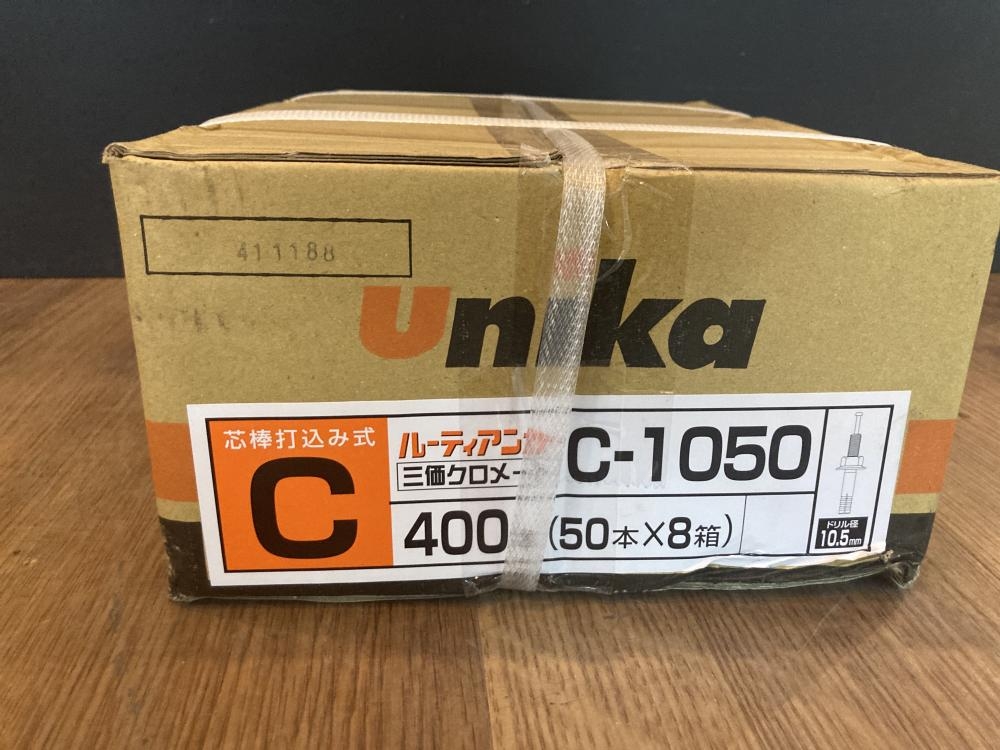 411188
unika
芯棒打込み式
C
ルーティアン
三価クロメー
C-1050
400
(50本×8箱)
ドリル径
10.5mm